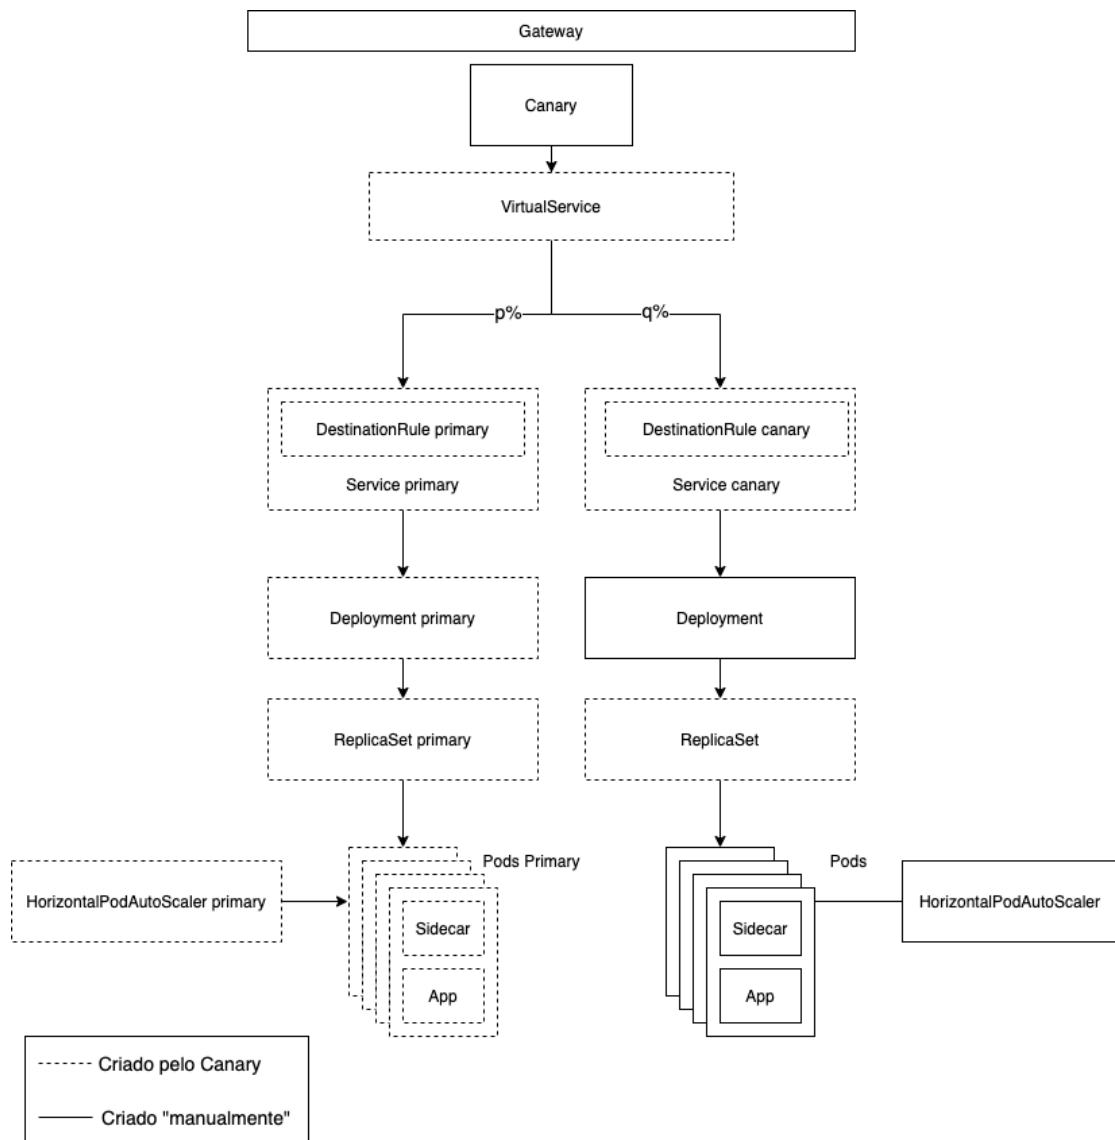 Gateway
Canary
VirtualService
p%
q%
DestinationRule primary
DestinationRule canary
Service primary
Service canary
Deployment primary
Deployment
ReplicaSet primary
ReplicaSet
Pods Primary
Pods
HorizontalPodAutoScaler primary
Sidecar
Sidecar
HorizontalPodAutoScaler
App
App
Criado pelo Canary
Criado "manualmente"